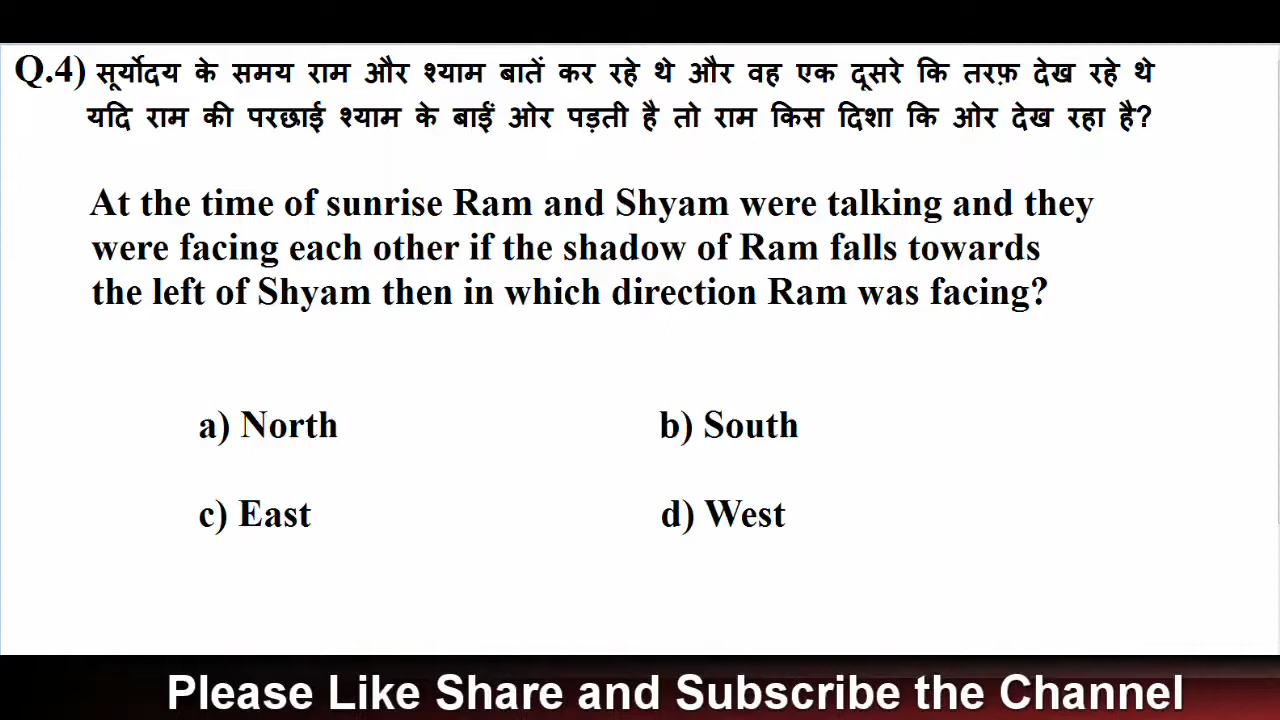 Q.4) सूर्योदय के समय राम और श्याम बातें कर रहे थे और वह एक दूसरे कि तरफ़ देख रहे थे
यदि राम की परछाई श्याम के बाईं ओर पड़ती है तो राम किस दिशा कि ओर देख रहा है?
At the time of sunrise Ram and Shyam were talking and they
were facing each other if the shadow of Ram falls towards
the left of Shyam then in which direction Ram was facing?
a) North b) South
c) East d) West
Please Like Share and Subscribe the Channel